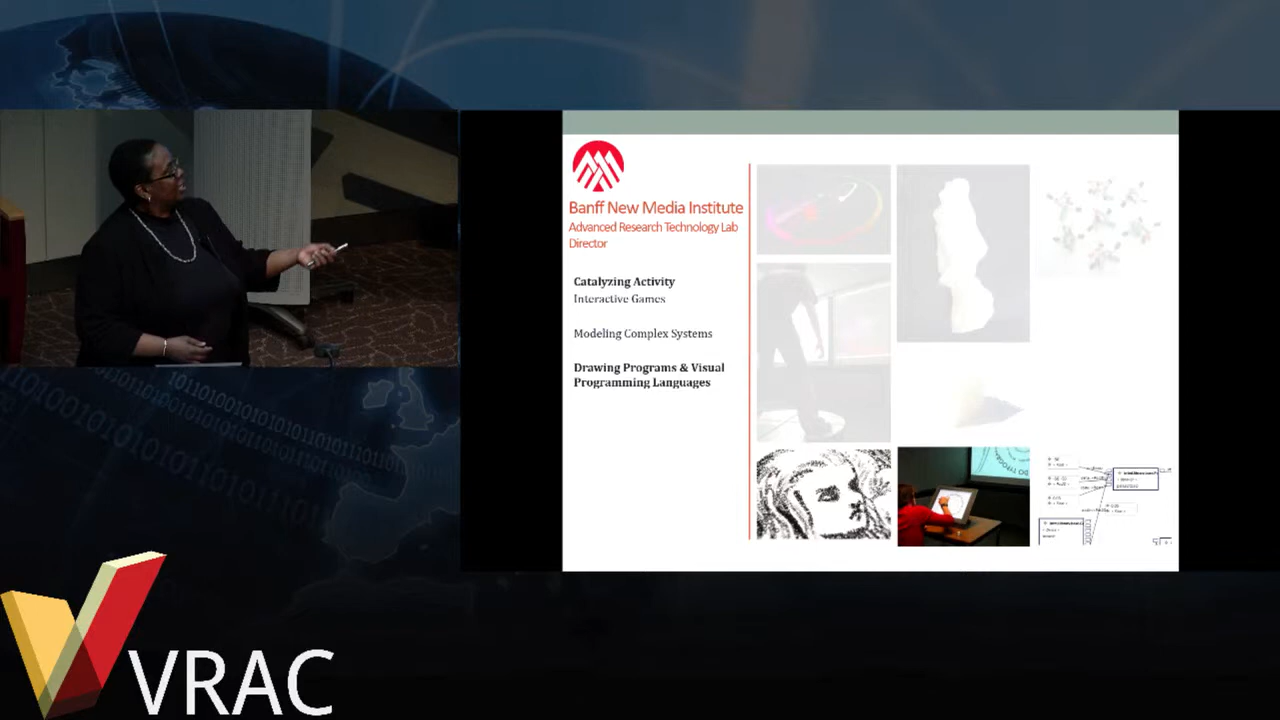 Banff New Media Institute
Advanced Research Technology Lab
Director
Catalyzing Activity
Interactive Games
Modeling Complex Systems
Drawing Programs & Visual
Programming Languages
VRAC